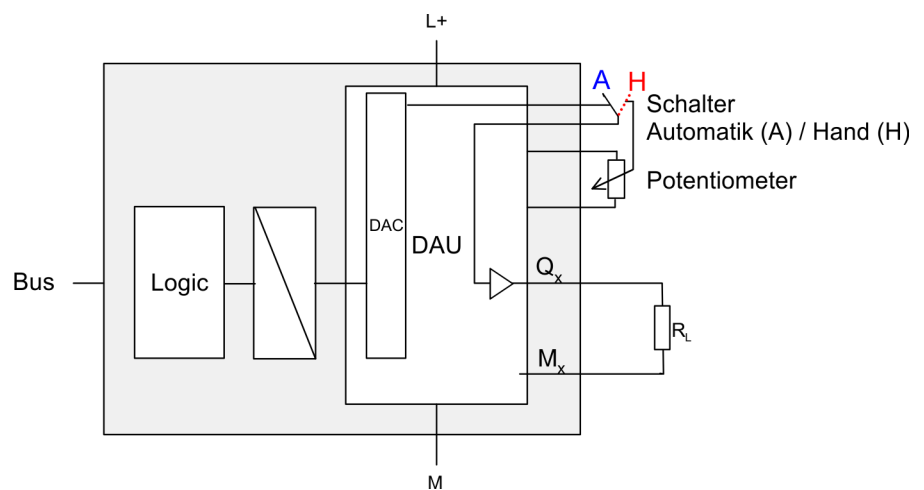 L+
A
H
Schalter
Automatik (A) / Hand (H)
Potentiometer
DAC
DAU
Bus
Logic
Qx
RL
Mx
M